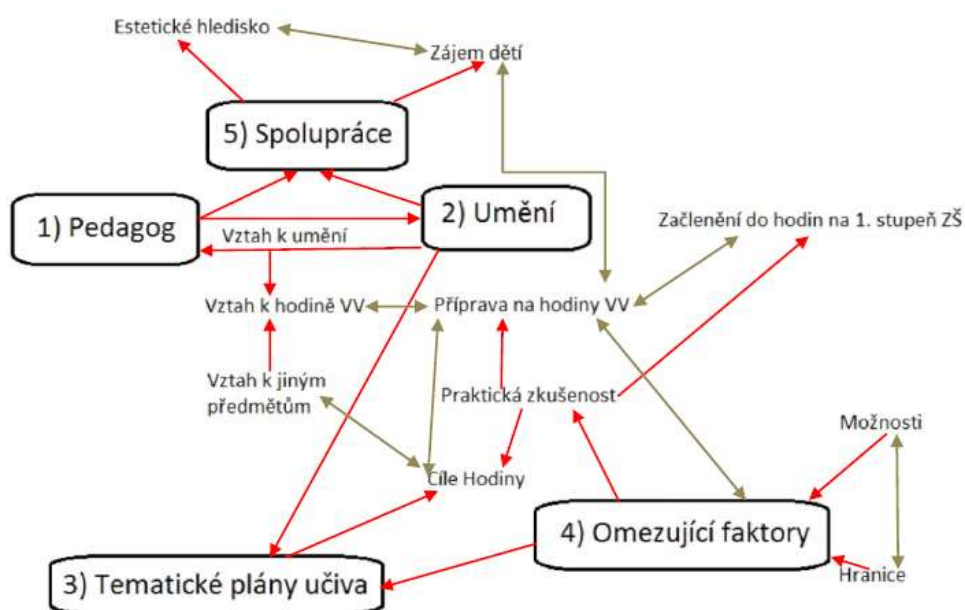 Estetické hledisko
Zájem dětí
5) Spolupráce
1) Pedagog
2) Umění
Vztah k umění
Začlenění do hodin na 1. stupeň ZŠ
Vztah k hodině VV
Příprava na hodiny VV
Vztah k jiným
předmětům
Praktická zkušenost
Možnosti
Cíle Hodiny
4) Omezující faktory
3) Tematické plány učiva
Hranice